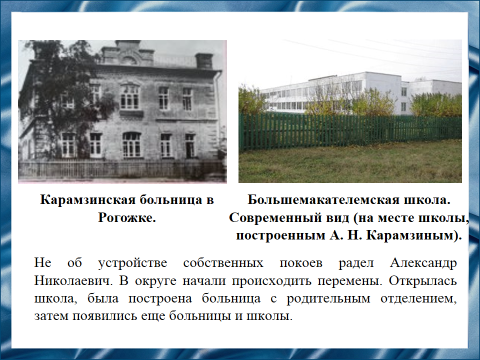 Карамзинская больница в
Рогожке.
Большемакателемская школа.
Современный вид (на месте школы,
построенным А. Н. Карамзиным).
Не об устройстве собственных покоев радел Александр
Николаевич. В округе начали происходить перемены. Открылась
школа, была построена больница с родительным отделением,
затем появились еще больницы и школы.